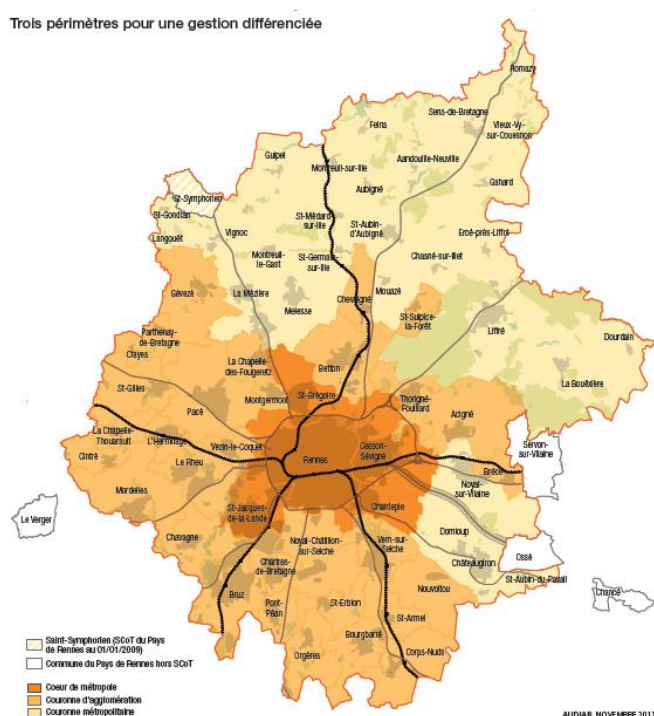 Trois périmètres pour une gestion différenciée
Romazy
Sens-de-Bretagne
Feins
Vieux-Vy-
sur-Couesnon
Guipel
Montreuil-sur-Ille
Aandouille-Neuville
Aubigné
Gahard
St-Symphorien
St-Gondran
St-Médard-
sur-Ille
St-Aubin-
d'Aubigné
Langouët
Vignoc
Ercé-près-Liffré
Montreuil-
le-Gast
St-Germain-
sur-Ille
Chasné-sur-Illet
Gévezé
La Mézière
Chevaigné
Mouazé
Melesse
St-Sulpice-
la-Forêt
Liffré
Dourdain
Parthenay-
de-Bretagne
Clayes
La Chapelle-
des-Fougeretz
Betton
La Bouëxière
St-Gilles
Pacé
Montgermont
St-Grégoire
Thorigné-
Fouillard
Acigné
La Chapelle-
Thouarault
L'Hermitage
Vezin-le-Coquet
Cesson-
Sévigné
Servon-
sur-Vilaine
Cintré
Le Rheu
Rennes
Brécé
Noyal-
sur-Vilaine
Mordelles
St-Jacques-
de-la-Lande
Chantepie
Le Verger
Chavagne
Noyal-Châtillon
sur-Seiche
Vern-sur-
Seiche
Domloup
Ossé
Chartres-
de-Bretagne
Châteaugiron
St-Aubin-du-Pavail
Bruz
Nouvoitou
Chancé
Pont-
Péan
St-Erblon
St-Armel
Bourgbarré
Corps-Nuds
Orgères
Saint-Symphorien (SCoT du Pays
de Rennes au 01/01/2009)
Commune du Pays de Rennes hors SCoT
Coeur de métropole
Couronne d'agglomération
Couronne métropolitaine